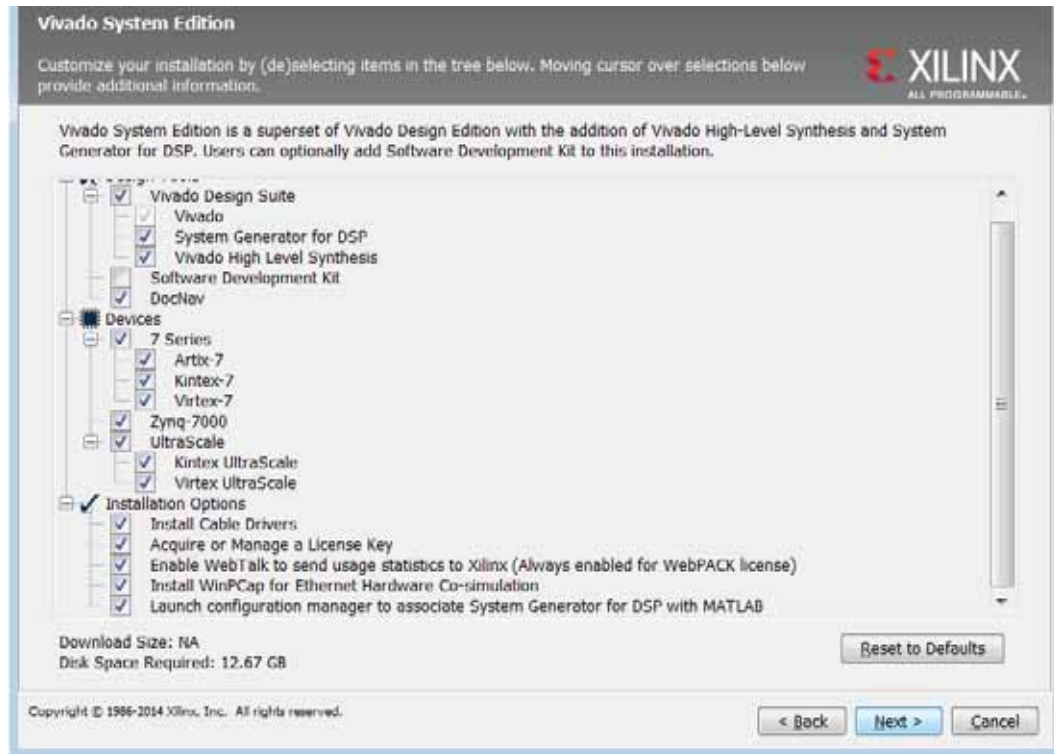 Vivado System Edition
Customize your installation by (de)selecting items in the tree below. Moving cursor over selections below
provide additional information.
XILINX
ALL PROGRAMMABLE.
Vivado System Edition is a superset of Vivado Design Edition with the addition of Vivado High-Level Synthesis and System
Generator for DSP. Users can optionally add Software Development Kit to this installation.
Vivado Design Suite
Vivado
System Generator for DSP
Vivado High Level Synthesis
Software Development Kit
DocNav
Devices
7 Series
Artix-7
Kintex-7
Virtex-7
Zynq-7000
UltraScale
Kintex UltraScale
Virtex UltraScale
Installation Options
Install Cable Drivers
Acquire or Manage a License Key
Enable WebTalk to send usage statistics to Xilinx (Always enabled for WebPACK license)
Install WinPCap for Ethernet Hardware Co-simulation
Launch configuration manager to associate System Generator for DSP with MATLAB
Download Size: NA
Disk Space Required: 12.67 GB
Reset to Defaults
Copyright © 1986-2014 Xilinx, Inc. All rights reserved.
< Back
Next >
Cancel